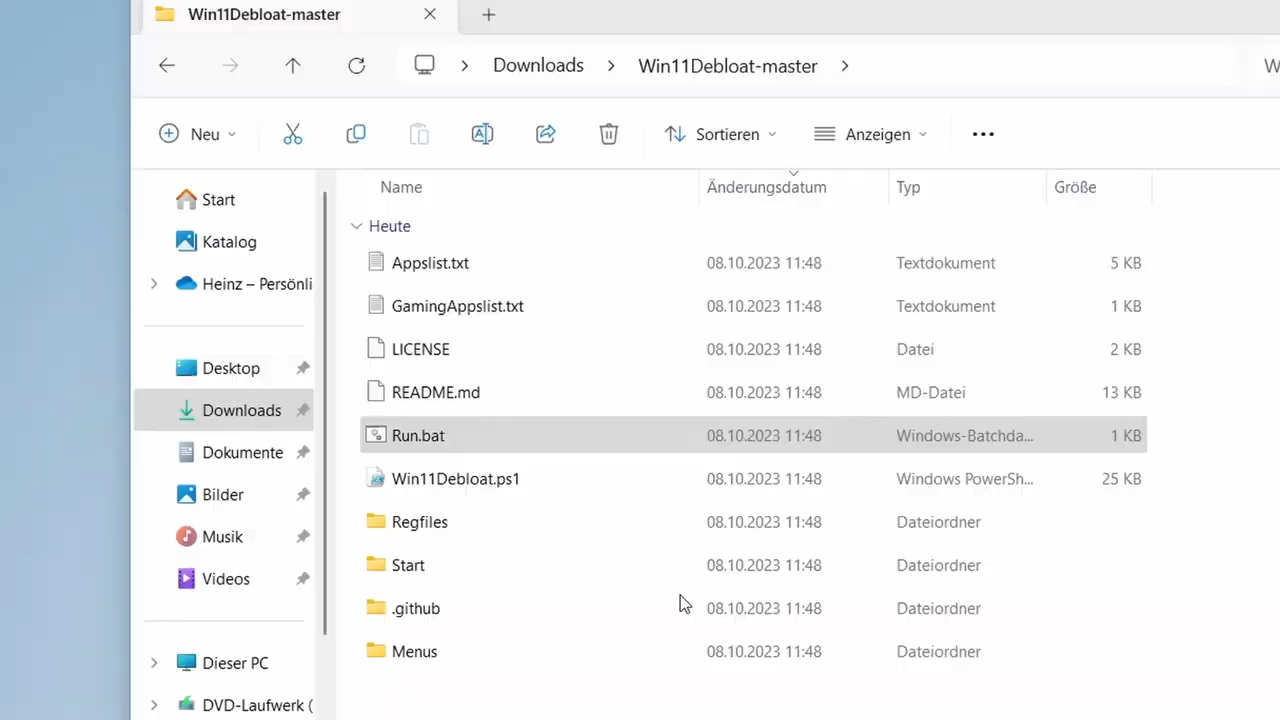 Win11Debloat-master
Downloads
Win11Debloat-master
W
Neu
Sortieren
Anzeigen
Name
Änderungsdatum
Typ
Größe
Start
Katalog
Heinz – Persönli
Desktop
Downloads
Dokumente
Bilder
Musik
Videos
Dieser PC
DVD-Laufwerk (
Heute
Appslist.txt 08.10.2023 11:48 Textdokument 5 KB
GamingAppslist.txt 08.10.2023 11:48 Textdokument 1 KB
LICENSE 08.10.2023 11:48 Datei 2 KB
README.md 08.10.2023 11:48 MD-Datei 13 KB
Run.bat 08.10.2023 11:48 Windows-Batchda... 1 KB
Win11Debloat.ps1 08.10.2023 11:48 Windows PowerSh... 25 KB
Regfiles 08.10.2023 11:48 Dateiordner
Start 08.10.2023 11:48 Dateiordner
.github 08.10.2023 11:48 Dateiordner
Menus 08.10.2023 11:48 Dateiordner